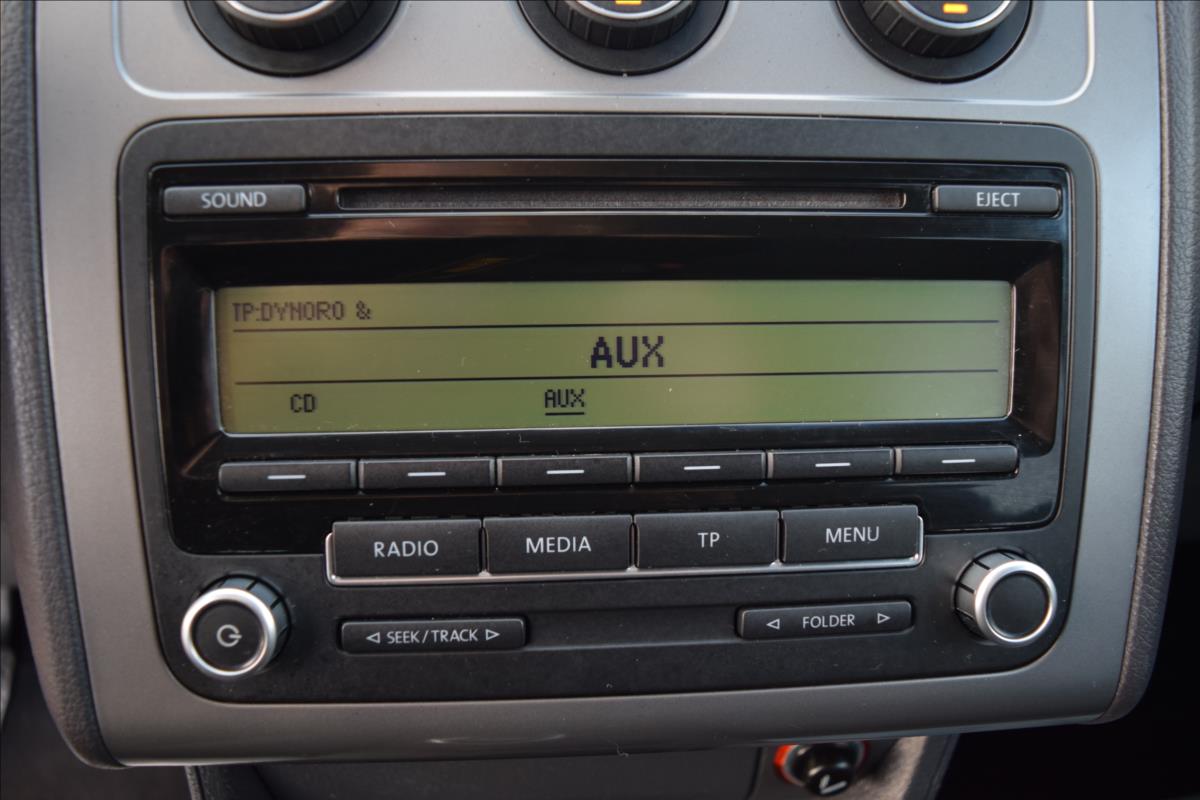 SOUND
EJECT
TP:DYNORO &
AUX
CD AUX
RADIO MEDIA TP MENU
SEEK/TRACK
FOLDER